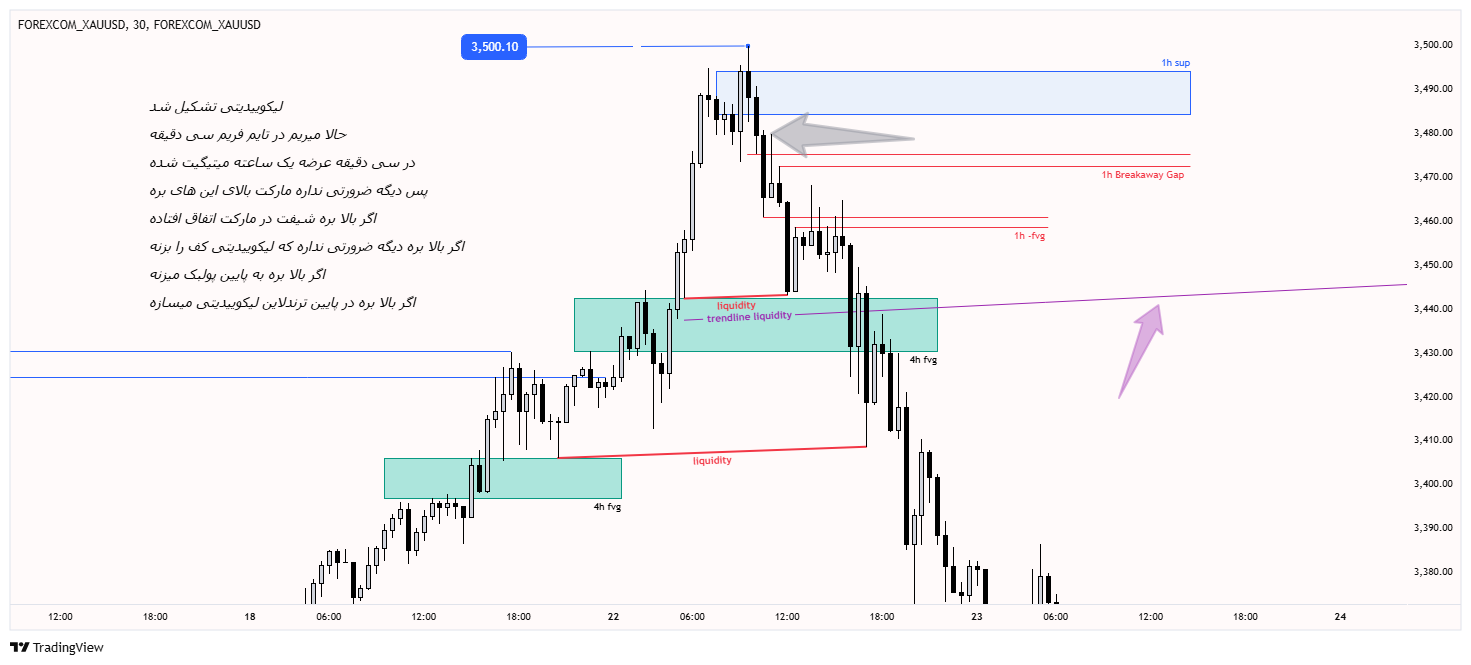 FOREXCOM_XAUUSD, 30, FOREXCOM_XAUUSD
3,500.10
لیکوییدیتی تشکیل شد
حالا میریم در تایم فریم سی دقیقه
در سی دقیقه عرضه یک ساعته میتیگیت شده
پس دیگه ضرورتی نداره مارکت بالای این های بره
اگر بالا بره شیفت در مارکت اتفاق افتاده
اگر بالا بره دیگه ضرورتی نداره که لیکوییدیتی کف را بزنه
اگر بالا بره به پایین پولبک میزنه
اگر بالا بره در پایین ترندلاین لیکوییدیتی میسازه
1h sup
1h Breakaway Gap
1h -fvg
liquidity
trendline liquidity
4h fvg
liquidity
4h fvg
3,500.00
3,490.00
3,480.00
3,470.00
3,460.00
3,450.00
3,440.00
3,430.00
3,420.00
3,410.00
3,400.00
3,390.00
3,380.00
12:00 18:00 18 06:00 12:00 18:00 22 06:00 12:00 18:00 23 06:00 12:00 18:00 24
TradingView